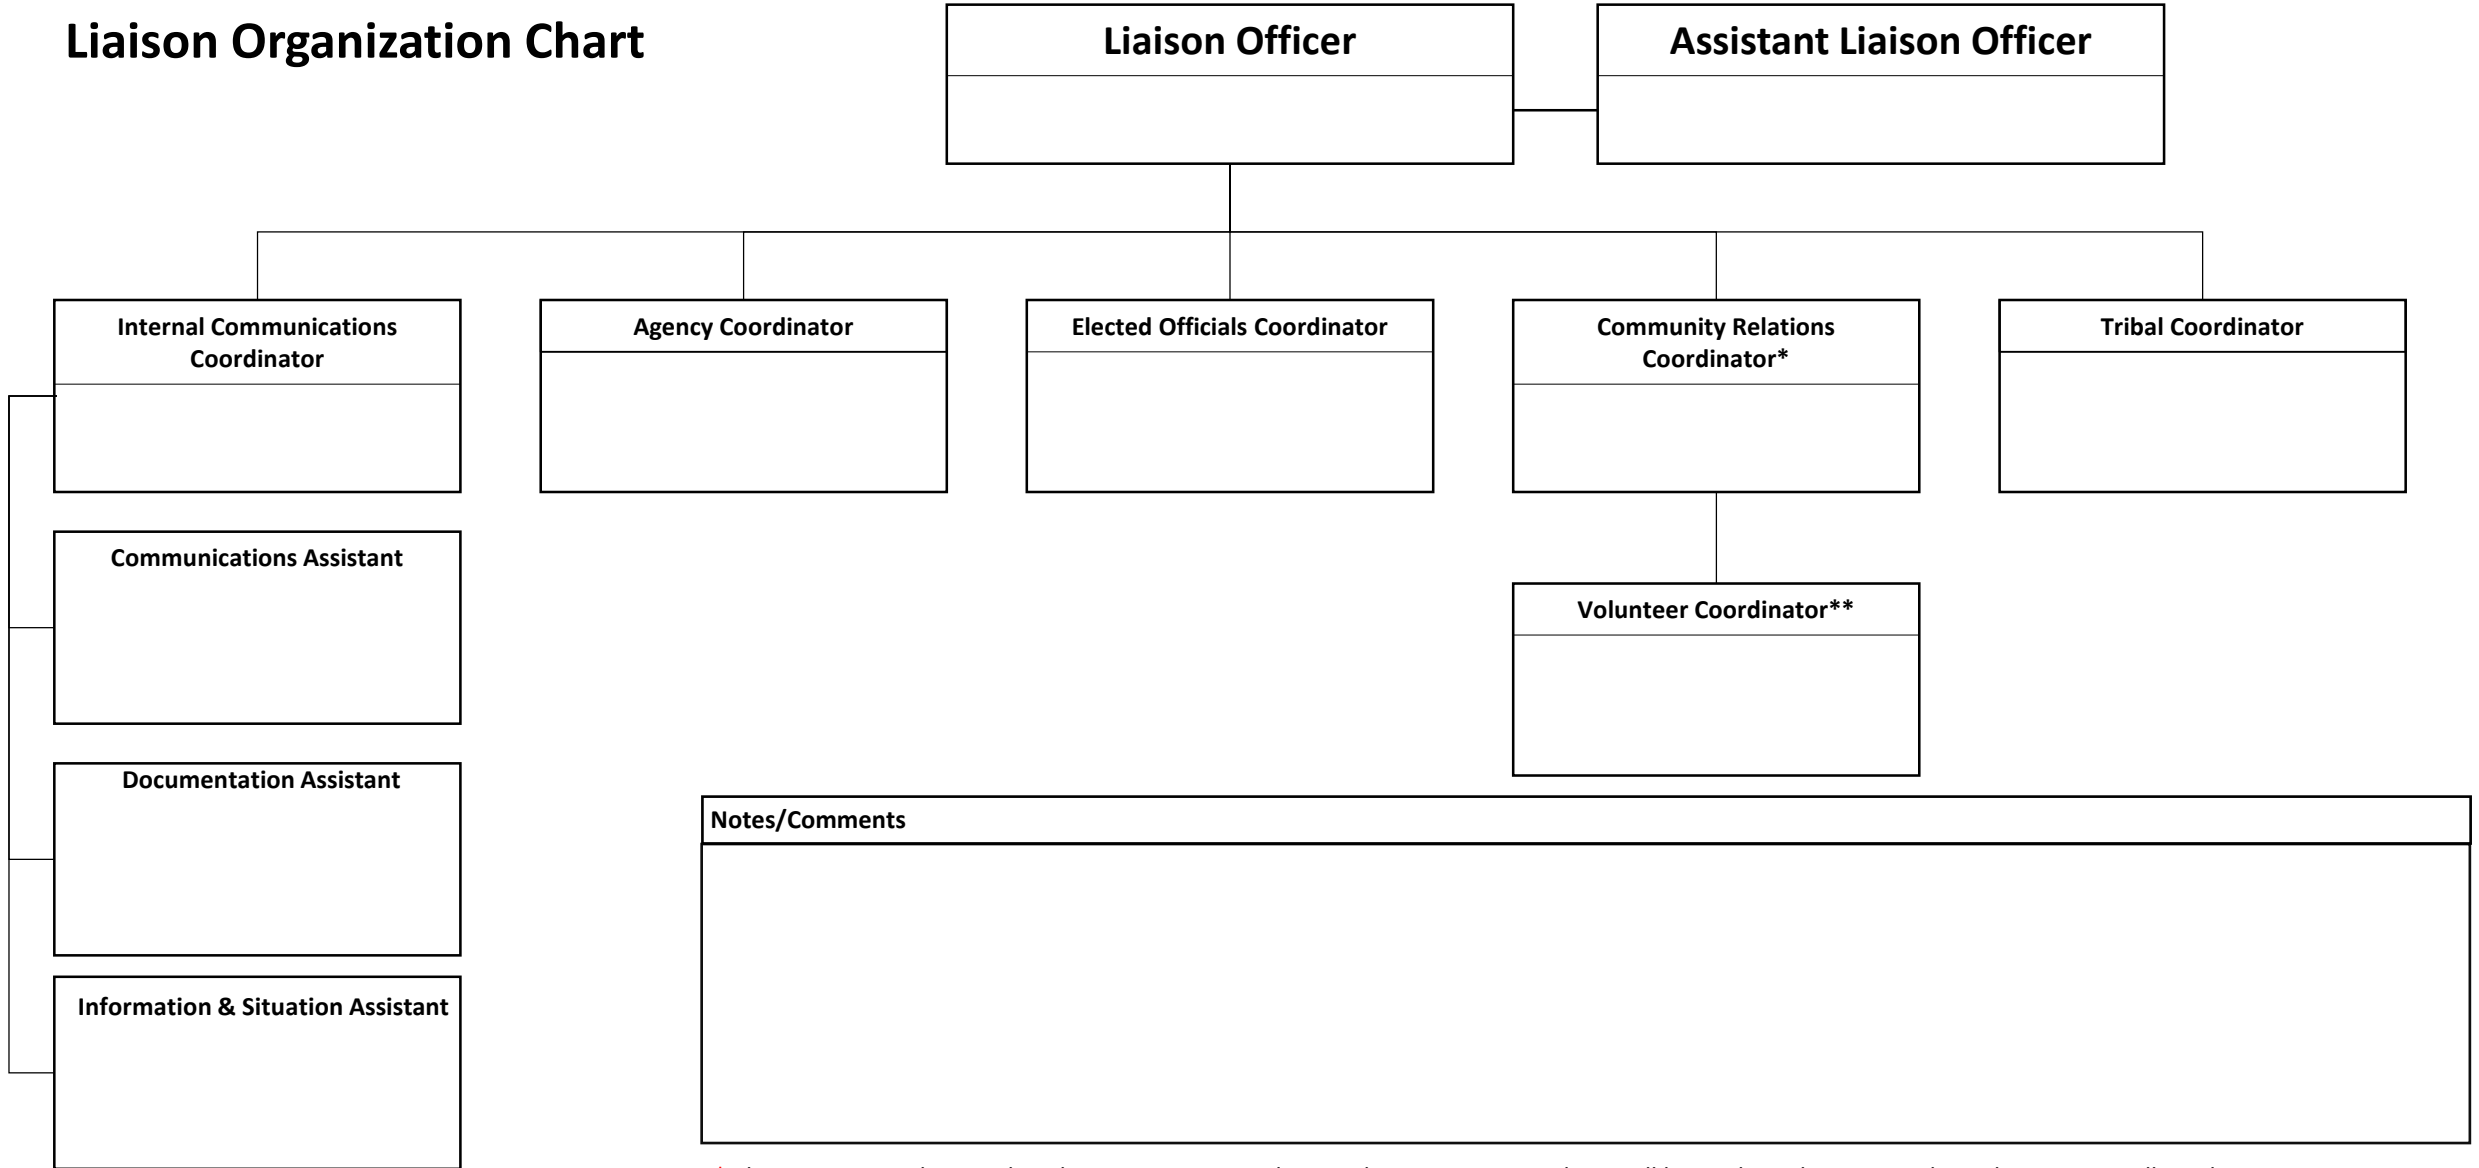 Liaison Organization Chart
Liaison Officer
Assistant Liaison Officer
Internal Communications
Coordinator
Agency Coordinator
Elected Officials Coordinator
Community Relations
Coordinator*
Tribal Coordinator
Communications Assistant
Volunteer Coordinator**
Documentation Assistant
Notes/Comments
Information & Situation Assistant